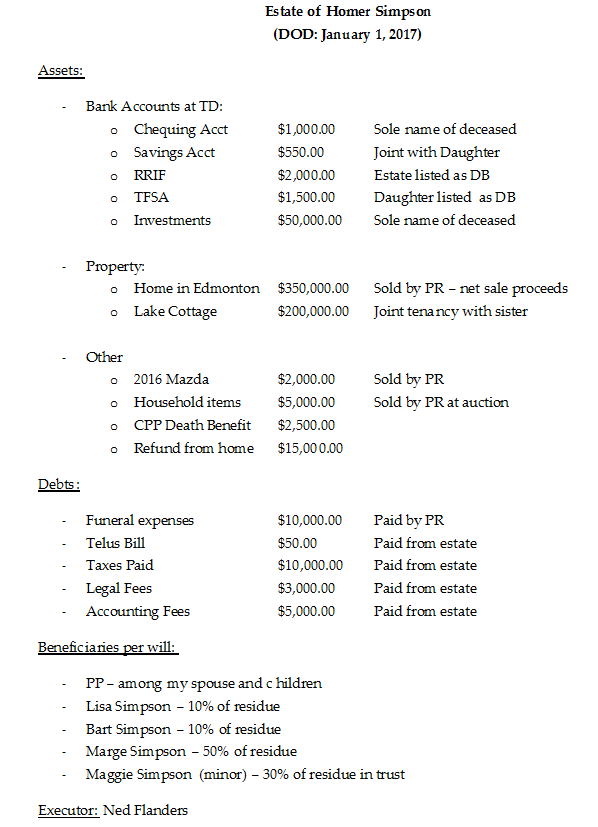 Estate of Homer Simpson
(DOD: January 1, 2017)
Assets:
- Bank Accounts at TD:
o Chequing Acct $1,000.00 Sole name of deceased
o Savings Acct $550.00 Joint with Daughter
o RRIF $2,000.00 Estate listed as DB
o TFSA $1,500.00 Daughter listed as DB
o Investments $50,000.00 Sole name of deceased
- Property:
o Home in Edmonton $350,000.00 Sold by PR – net sale proceeds
o Lake Cottage $200,000.00 Joint tenancy with sister
- Other
o 2016 Mazda $2,000.00 Sold by PR
o Household items $5,000.00 Sold by PR at auction
o CPP Death Benefit $2,500.00
o Refund from home $15,000.00
Debts:
- Funeral expenses $10,000.00 Paid by PR
- Telus Bill $50.00 Paid from estate
- Taxes Paid $10,000.00 Paid from estate
- Legal Fees $3,000.00 Paid from estate
- Accounting Fees $5,000.00 Paid from estate
Beneficiaries per will:
- PP – among my spouse and children
- Lisa Simpson – 10% of residue
- Bart Simpson – 10% of residue
- Marge Simpson – 50% of residue
- Maggie Simpson (minor) – 30% of residue in trust
Executor: Ned Flanders